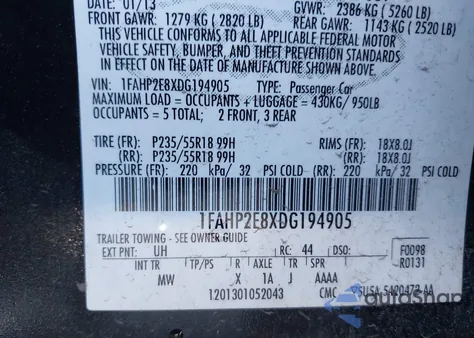 DATE: 01/13 GVWR: 2386 KG ( 5260 LB)
FRONT GAWR: 1279 KG ( 2820 LB) REAR GAWR: 1143 KG ( 2520 LB)
THIS VEHICLE CONFORMS TO ALL APPLICABLE FEDERAL MOTOR
VEHICLE SAFETY, BUMPER, AND THEFT PREVENTION STANDARDS
IN EFFECT ON THE DATE OF MANUFACTURE SHOWN ABOVE.
VIN: 1FAHP2E8XDG194905 TYPE: Passenger Car
MAXIMUM LOAD = OCCUPANTS + LUGGAGE = 430KG/ 950LB
OCCUPANTS = 5 TOTAL; 2 FRONT, 3 REAR
TIRE (FR): P235/55R18 99H RIMS (FR): 18X8.0J
(RR): P235/55R18 99H (RR): 18X8.0J
PRESSURE (FR): 220 kPa/ 32 PSI COLD (RR): 220 kPa/ 32 PSI COLD
1FAHP2E8XDG194905
TRAILER TOWING - SEE OWNER GUIDE
EXT PNT: UH RC: 44 DSO: F0098
INT TR TP/PS R AXLE TR SPR R0131
MW X 1A J AAAA
1201301052043 CMC
autoSnap